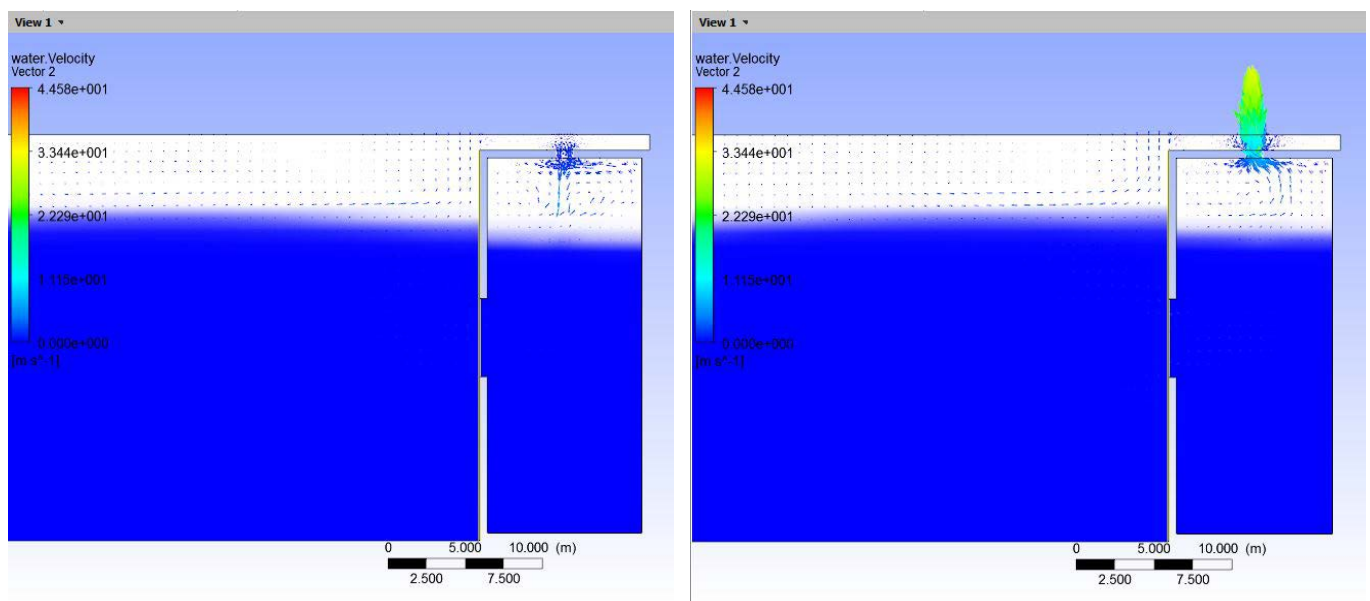 View 1
water.Velocity
Vector 2
4.458e+001
3.344e+001
2.229e+001
1.115e+001
0.000e+000
[m s^-1]
0 5.000 10.000 (m)
2.500 7.500
View 1
water.Velocity
Vector 2
4.458e+001
3.344e+001
2.229e+001
1.115e+001
0.000e+000
[m s^-1]
0 5.000 10.000 (m)
2.500 7.500